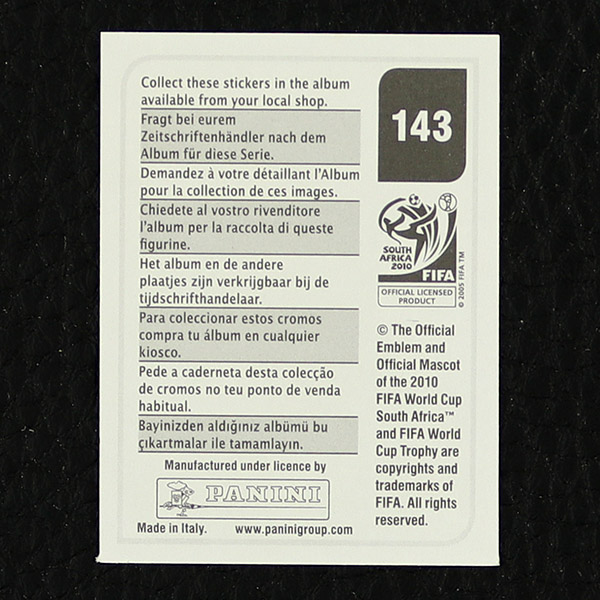 Collect these stickers in the album
available from your local shop.
Fragt bei eurem
Zeitschriftenhändler nach dem
Album für diese Serie.
Demandez à votre détaillant l'Album
pour la collection de ces images.
Chiedete al vostro rivenditore
l'album per la raccolta di queste
figurine.
Het album en de andere
plaatjes zijn verkrijgbaar bij de
tijdschrifthandelaar.
Para coleccionar estos cromos
compra tu álbum en cualquier
kiosco.
Pede a caderneta desta colecção
de cromos no teu ponto de venda
habitual.
Bayinizden aldığınız albümü bu
çıkartmalar ile tamamlayın.
Manufactured under licence by
PANINI
Made in Italy. www.paninigroup.com
143
SOUTH
AFRICA
2010
FIFA
OFFICIAL LICENSED
PRODUCT
© 2005 FIFA TM
© The Official
Emblem and
Official Mascot
of the 2010
FIFA World Cup
South Africa™
and FIFA World
Cup Trophy are
copyrights and
trademarks of
FIFA. All rights
reserved.